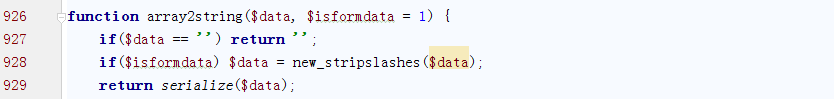 926 function array2string($data, $isformdata = 1) {
927 if($data == '') return '';
928 if($isformdata) $data = new_stripslashes($data);
929 return serialize($data);